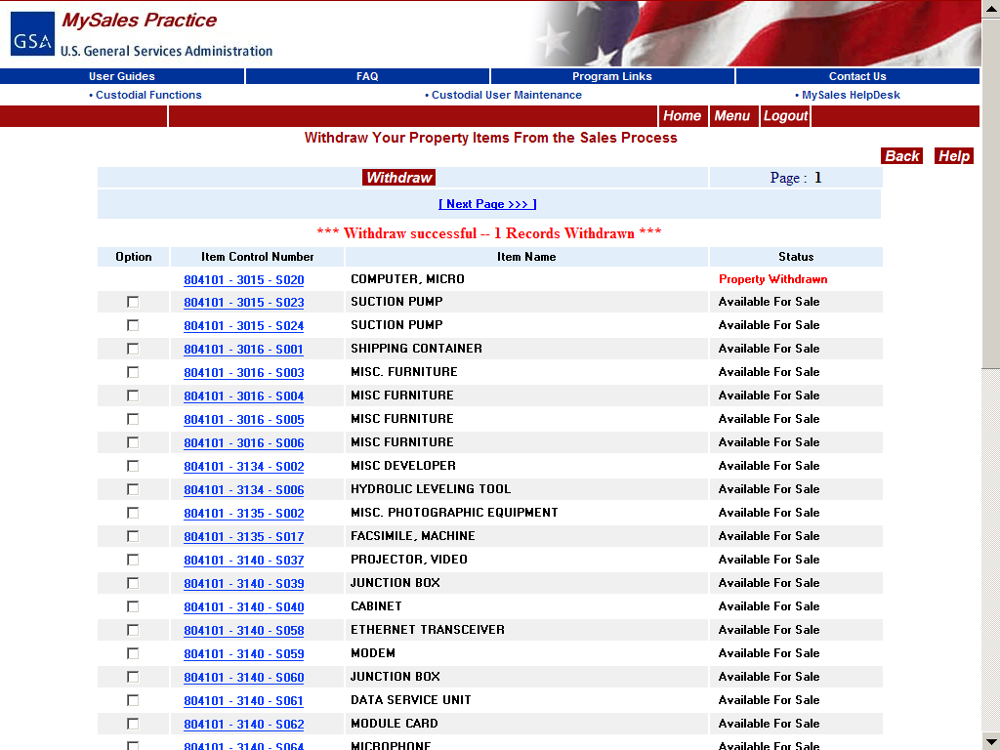 MySales Practice
GSA
U.S. General Services Administration
User Guides FAQ Program Links Contact Us
• Custodial Functions • Custodial User Maintenance • MySales HelpDesk
Home Menu Logout
Withdraw Your Property Items From the Sales Process
Back Help
Withdraw Page : 1
[ Next Page >>> ]
*** Withdraw successful -- 1 Records Withdrawn ***
Option Item Control Number Item Name Status
804101 - 3015 - S020 COMPUTER, MICRO Property Withdrawn
804101 - 3015 - S023 SUCTION PUMP Available For Sale
804101 - 3015 - S024 SUCTION PUMP Available For Sale
804101 - 3016 - S001 SHIPPING CONTAINER Available For Sale
804101 - 3016 - S003 MISC. FURNITURE Available For Sale
804101 - 3016 - S004 MISC FURNITURE Available For Sale
804101 - 3016 - S005 MISC FURNITURE Available For Sale
804101 - 3016 - S006 MISC FURNITURE Available For Sale
804101 - 3134 - S002 MISC DEVELOPER Available For Sale
804101 - 3134 - S006 HYDROLIC LEVELING TOOL Available For Sale
804101 - 3135 - S002 MISC. PHOTOGRAPHIC EQUIPMENT Available For Sale
804101 - 3135 - S017 FACSIMILE, MACHINE Available For Sale
804101 - 3140 - S037 PROJECTOR, VIDEO Available For Sale
804101 - 3140 - S039 JUNCTION BOX Available For Sale
804101 - 3140 - S040 CABINET Available For Sale
804101 - 3140 - S058 ETHERNET TRANSCEIVER Available For Sale
804101 - 3140 - S059 MODEM Available For Sale
804101 - 3140 - S060 JUNCTION BOX Available For Sale
804101 - 3140 - S061 DATA SERVICE UNIT Available For Sale
804101 - 3140 - S062 MODULE CARD Available For Sale
804101 - 3140 - S064 MICROPHONE Available For Sale